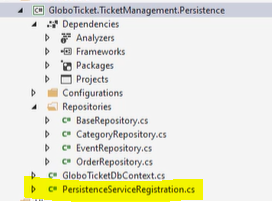 GloboTicket.TicketManagement.Persistence
Dependencies
Analyzers
Frameworks
Packages
Projects
Configurations
Repositories
C# BaseRepository.cs
C# CategoryRepository.cs
C# EventRepository.cs
C# OrderRepository.cs
C# GloboTicketDbContext.cs
C# PersistenceServiceRegistration.cs